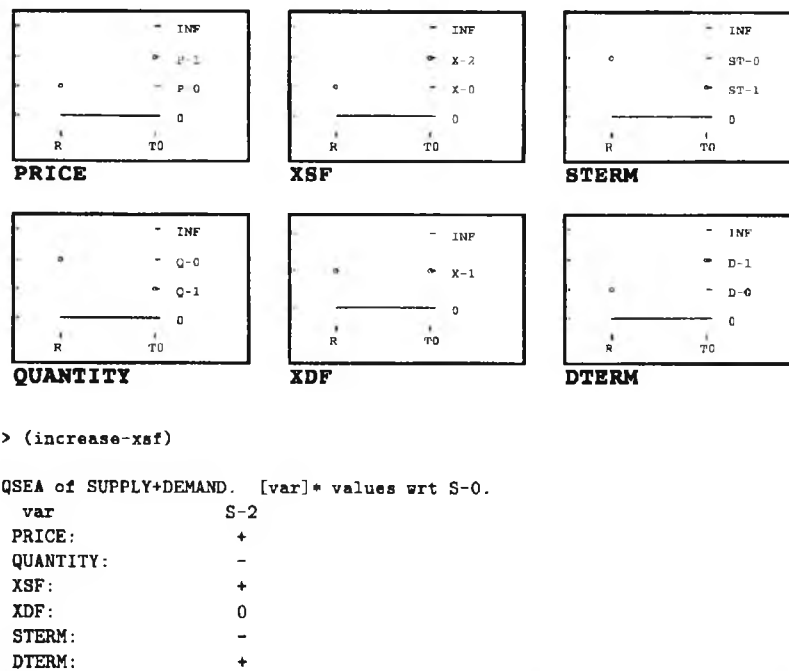 INF
P-1
P-0
0
R T0
PRICE
INF
X-2
X-0
0
R T0
XSF
INF
ST-0
ST-1
0
R T0
STERM
INF
Q-0
Q-1
0
R T0
QUANTITY
INF
X-1
0
R T0
XDF
INF
D-1
D-0
0
R T0
DTERM
> (increase-xsf)
QSEA of SUPPLY+DEMAND. [var]* values wrt S-0.
var S-2
PRICE: +
QUANTITY: -
XSF: +
XDF: 0
STERM: -
DTERM: +